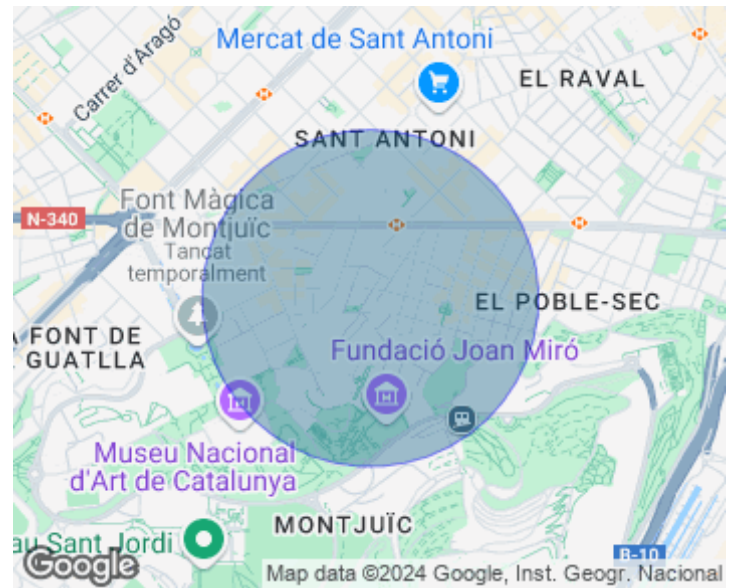 Mercat de Sant Antoni
Carrer d'Aragó
EL RAVAL
SANT ANTONI
Font Màgica
de Montjuïc
Tancat
temporalment
N-340
EL POBLE-SEC
A FONT DE
GUATLLA
Fundació Joan Miró
Museu Nacional
d'Art de Catalunya
MONTJUÏC
au Sant Jordi
B-10
Google
Map data ©2024 Google, Inst. Geogr. Nacional